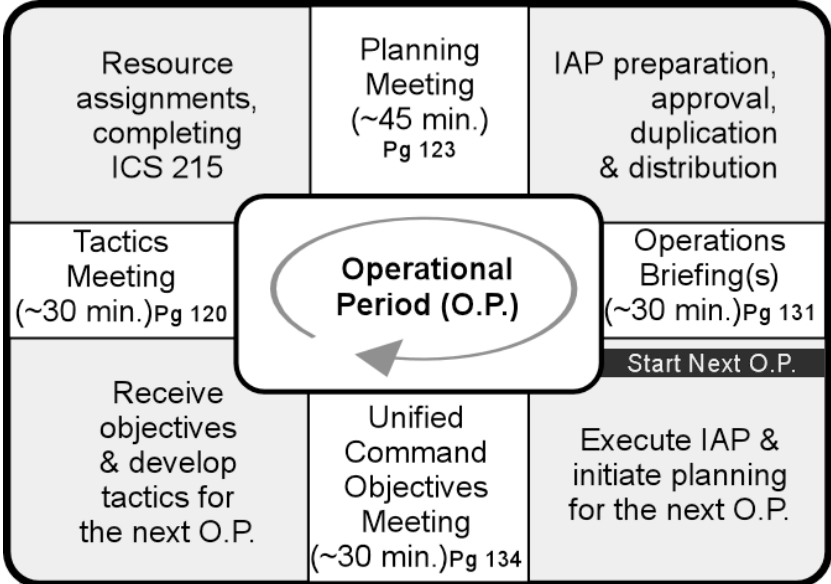 Resource
assignments,
completing
ICS 215
Planning
Meeting
(~45 min.)
Pg 123
IAP preparation,
approval,
duplication
& distribution
Tactics
Meeting
(~30 min.)Pg 120
Operational
Period (O.P.)
Operations
Briefing(s)
(~30 min.)Pg 131
Start Next O.P.
Receive
objectives
& develop
tactics for
the next O.P.
Unified
Command
Objectives
Meeting
(~30 min.)Pg 134
Execute IAP &
initiate planning
for the next O.P.